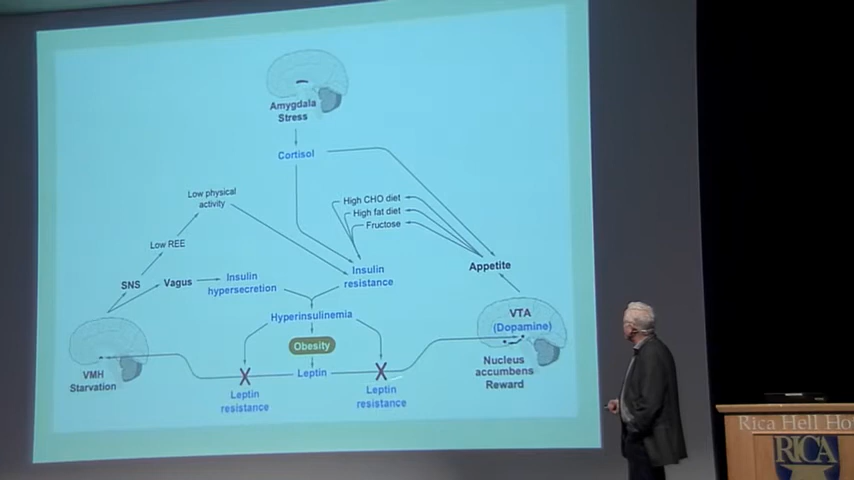 Amygdala
Stress
Cortisol
Low physical
activity
High CHO diet
High fat diet
Fructose
Low REE
Appetite
SNS
Vagus
Insulin
hypersecretion
Insulin
resistance
Hyperinsulinemia
VTA
(Dopamine)
Obesity
VMH
Starvation
X
Leptin
X
Nucleus
accumbens
Reward
Leptin
resistance
Leptin
resistance
Rica Hell Ho
RICA